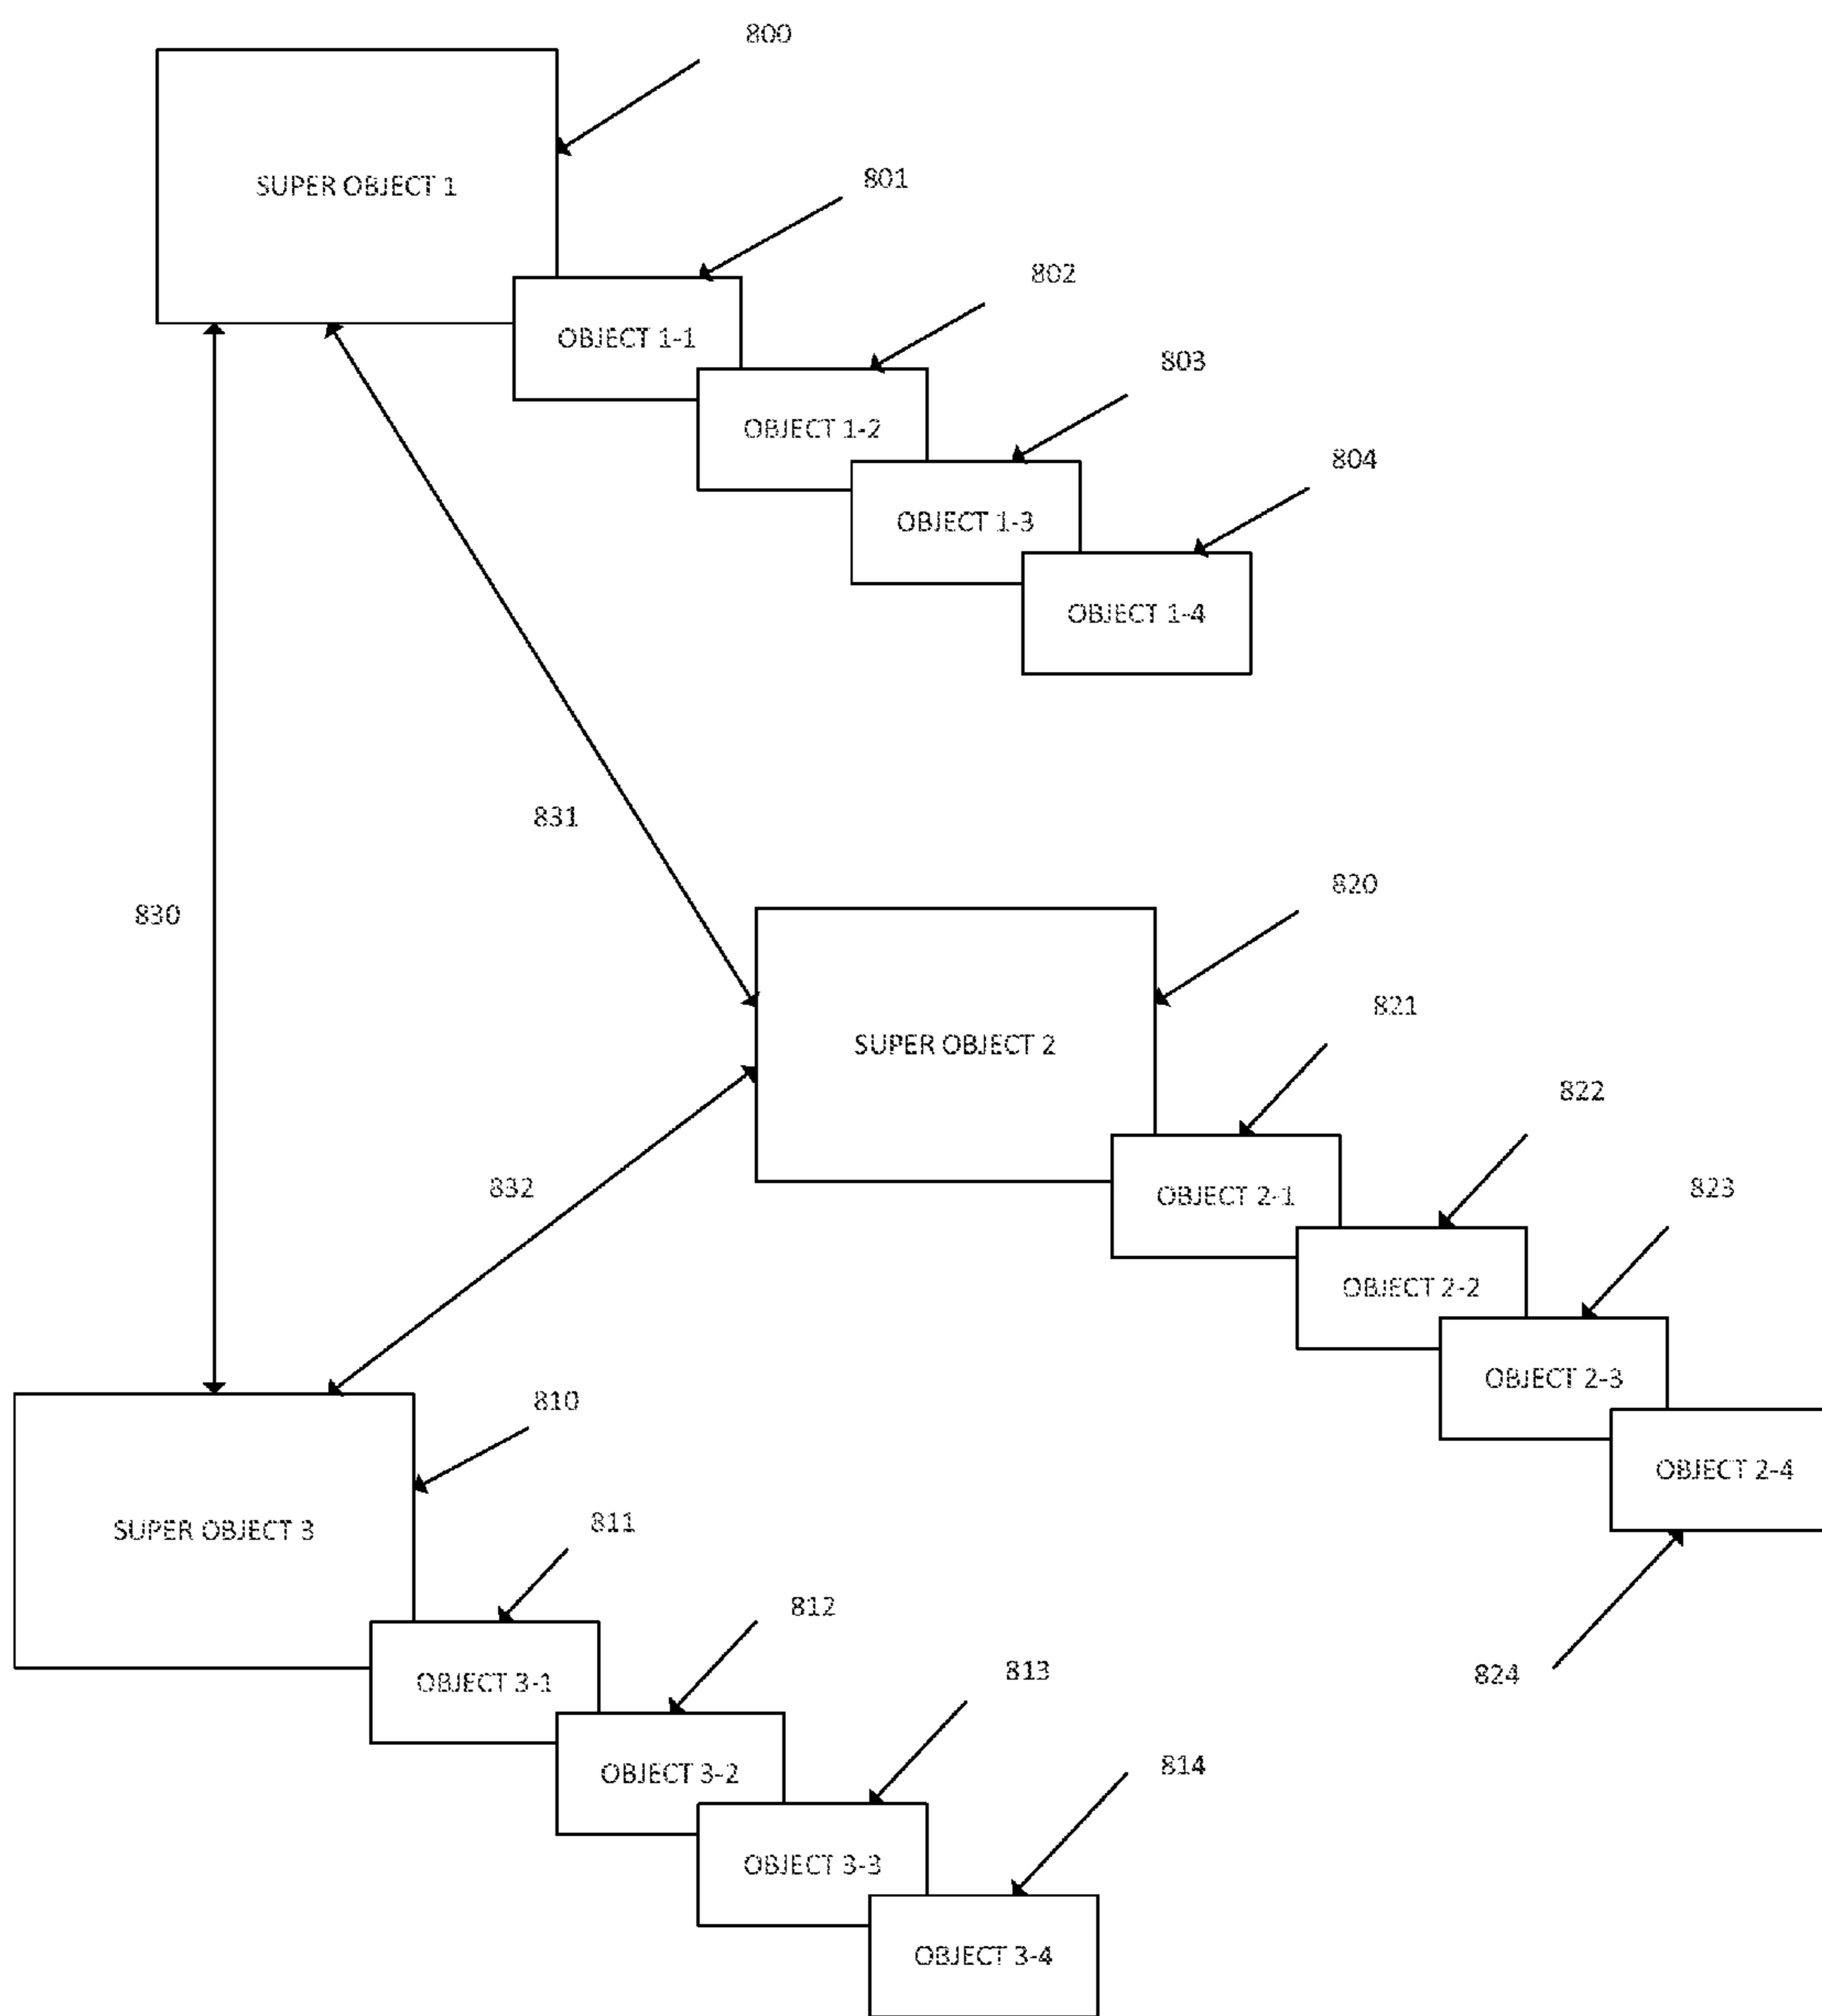 800
SUPER OBJECT 1
801
802
OBJECT 1-1
803
OBJECT 1-2
804
OBJECT 1-3
OBJECT 1-4
831
820
830
821
SUPER OBJECT 2
822
832
823
OBJECT 2-1
OBJECT 2-2
OBJECT 2-3
810
OBJECT 2-4
811
SUPER OBJECT 3
812
813
824
OBJECT 3-1
814
OBJECT 3-2
OBJECT 3-3
OBJECT 3-4